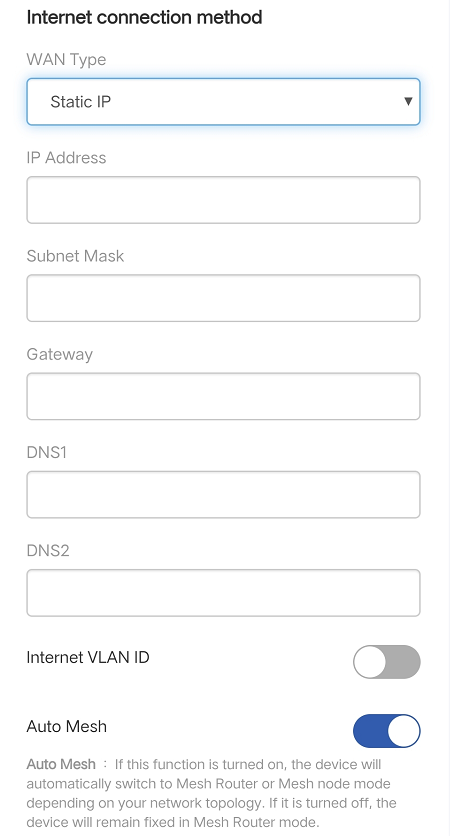 Internet connection method
WAN Type
Static IP
IP Address
Subnet Mask
Gateway
DNS1
DNS2
Internet VLAN ID
Auto Mesh
Auto Mesh : If this function is turned on, the device will
automatically switch to Mesh Router or Mesh node mode
depending on your network topology. If it is turned off, the
device will remain fixed in Mesh Router mode.